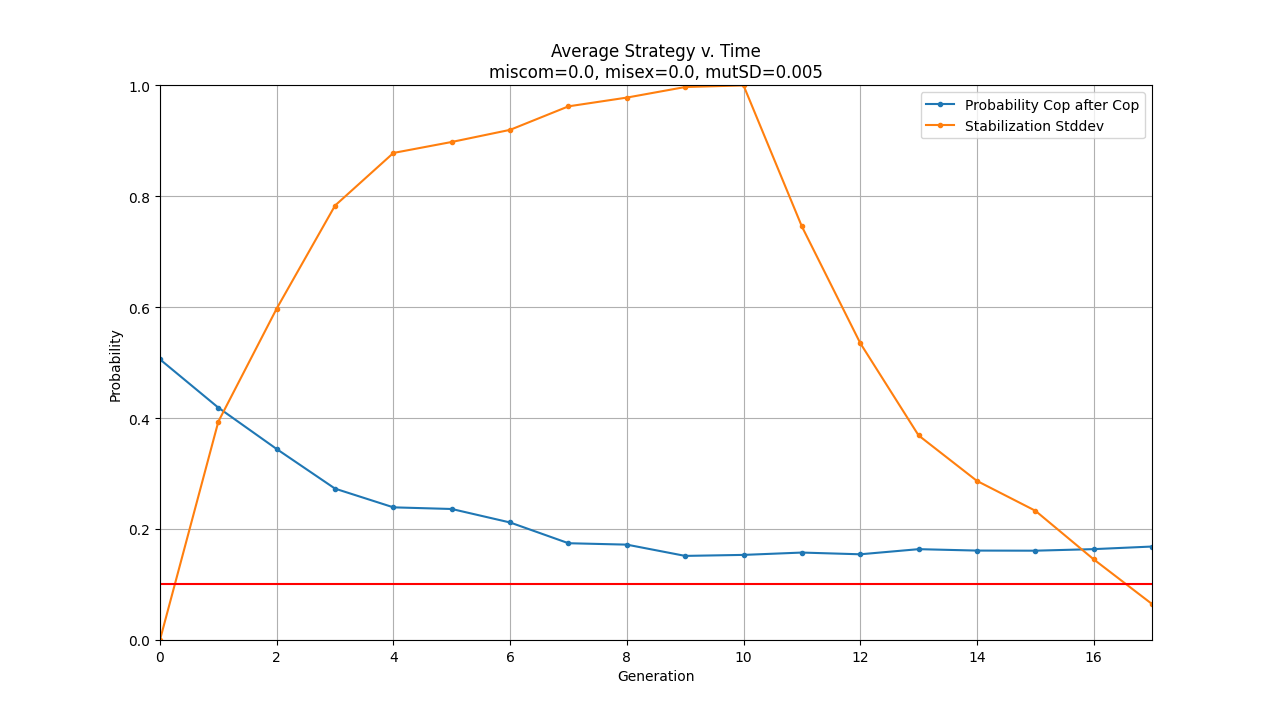 Average Strategy v. Time
miscom=0.0, misex=0.0, mutSD=0.005
Probability Cop after Cop
Stabilization Stddev
Probability
1.0
0.8
0.6
0.4
0.2
0.0
0 2 4 6 8 10 12 14 16
Generation